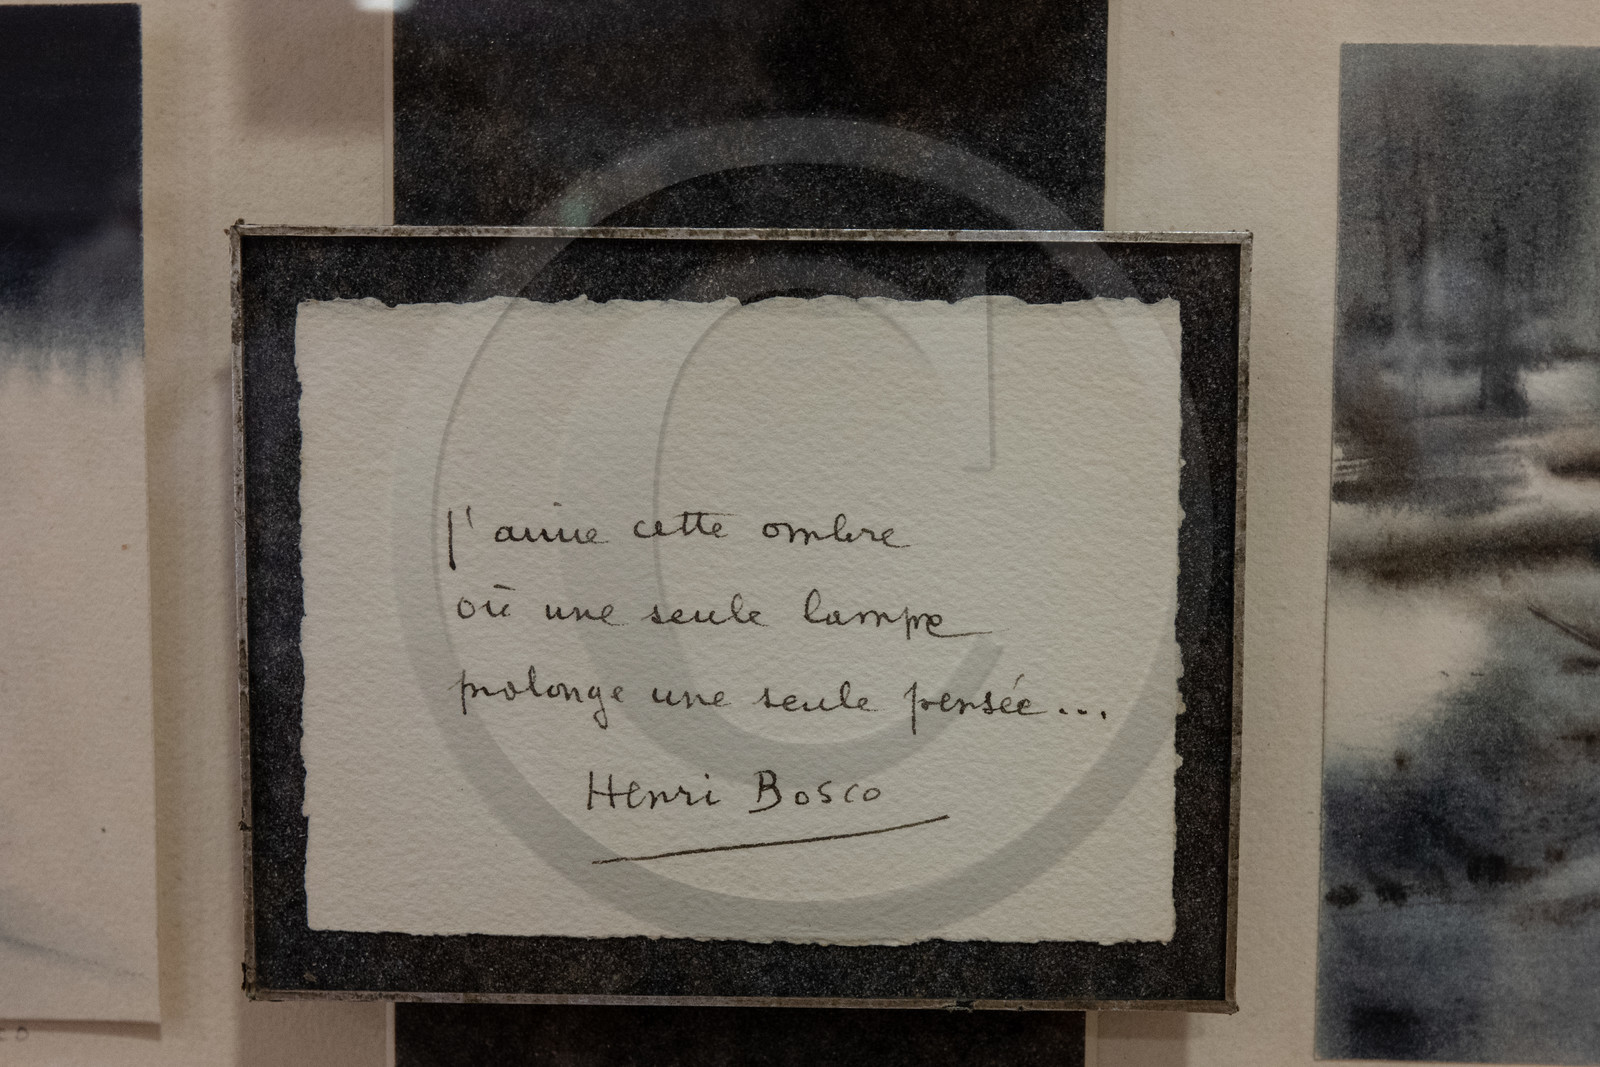 J'aime cette ombre
où une seule lampe
prolonge une seule pensée...
Henri Bosco